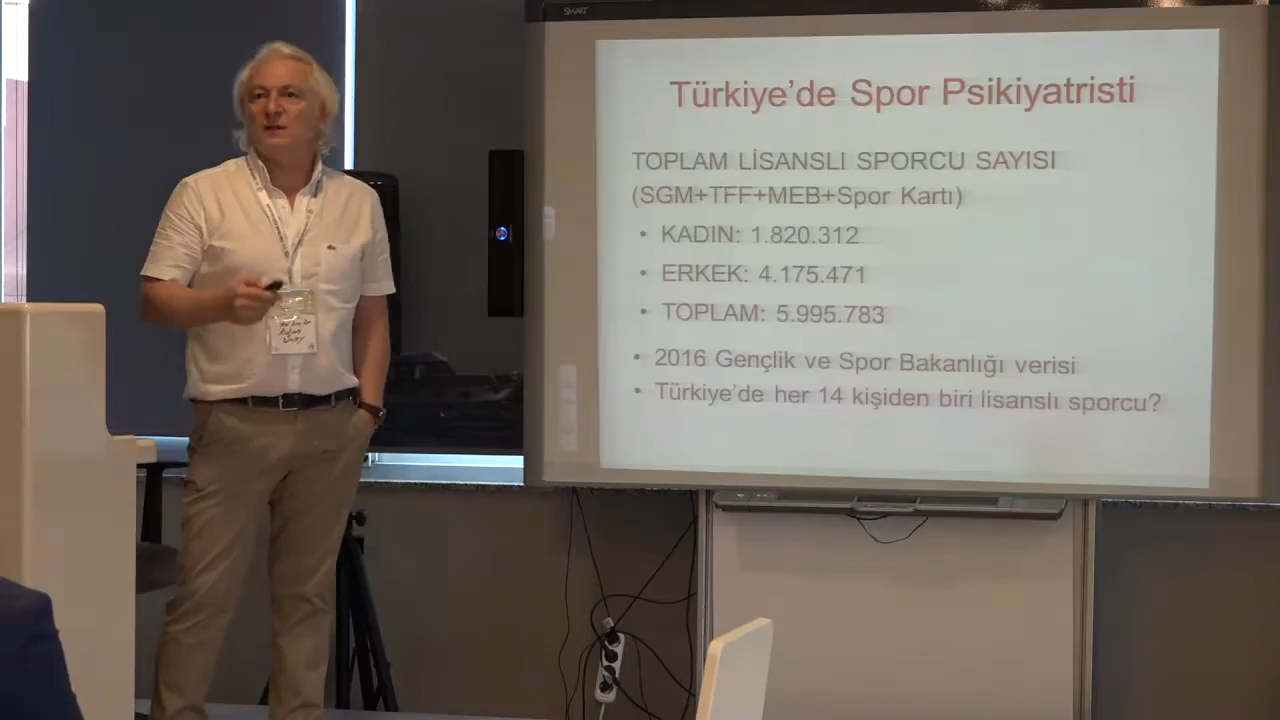 SMART
Türkiye'de Spor Psikiyatristi
TOPLAM LİSANSLI SPORCU SAYISI
(SGM+TFF+MEB+Spor Kartı)
• KADIN: 1.820.312
• ERKEK: 4.175.471
• TOPLAM: 5.995.783
• 2016 Gençlik ve Spor Bakanlığı verisi
• Türkiye'de her 14 kişiden biri lisanslı sporcu?